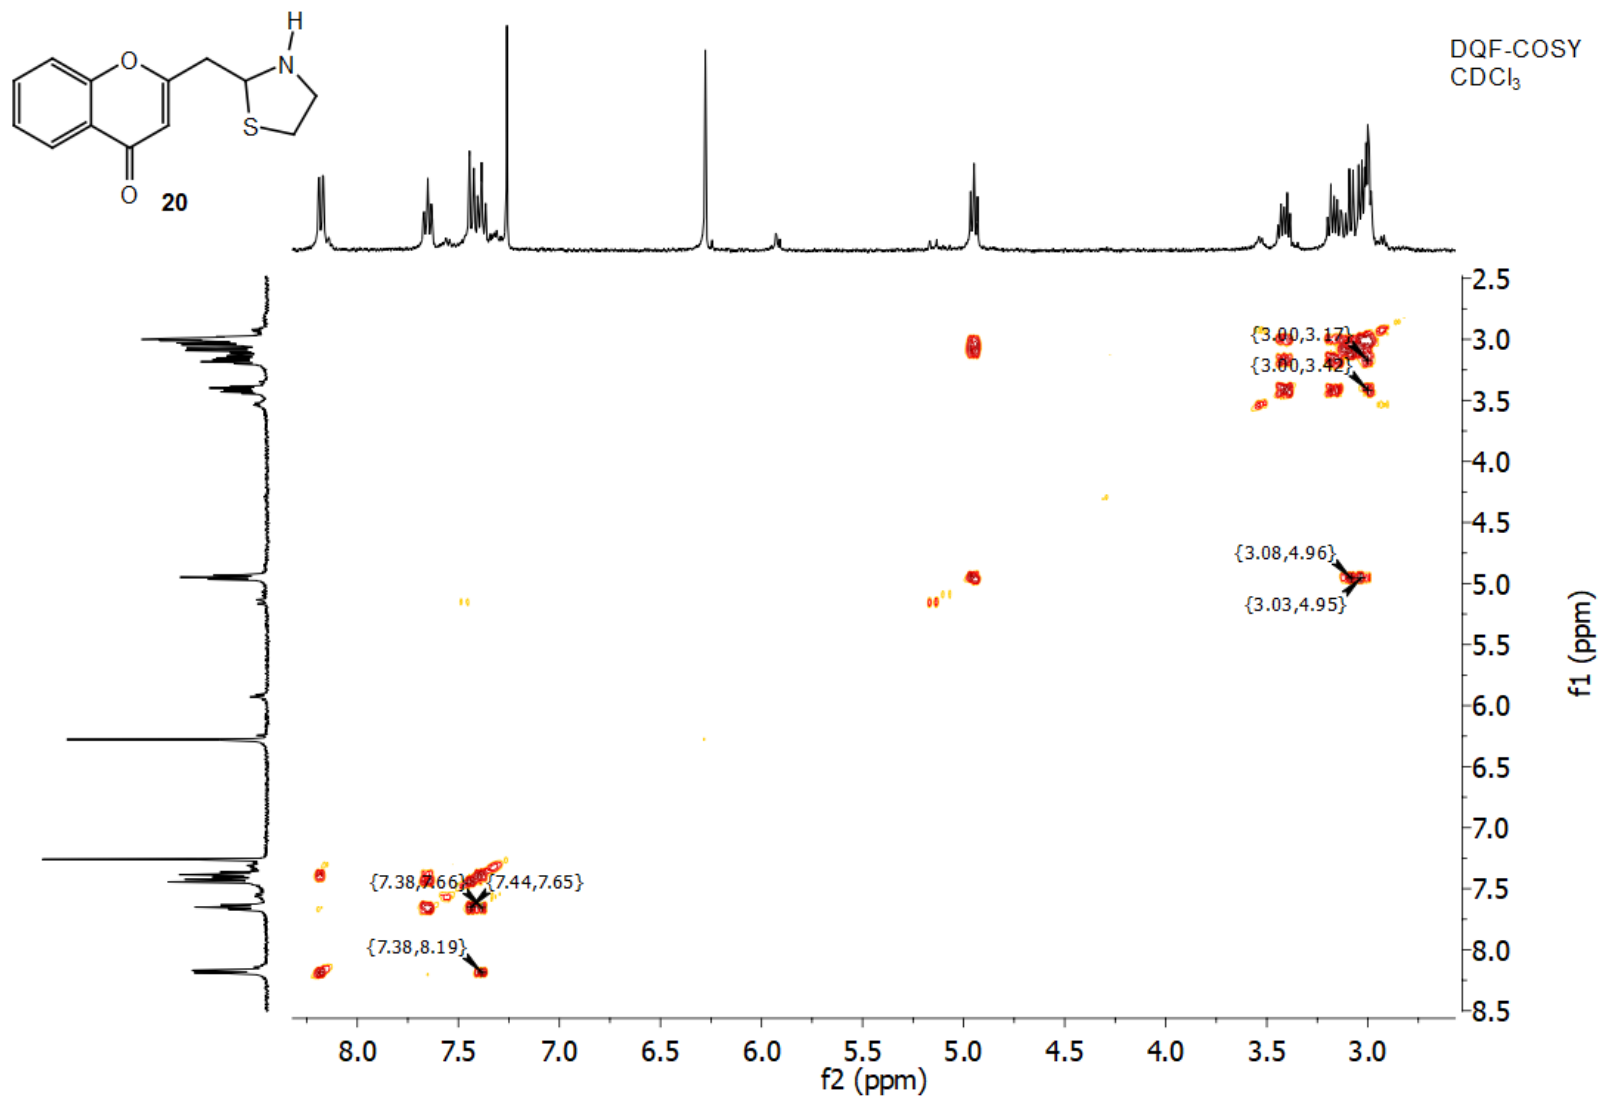 H
O
N
S
O
20
DQF-COSY
CDCl₃
2.5
{3.00,3.17}
3.0
{3.00,3.42}
3.5
4.0
4.5
{3.08,4.96}
5.0
{3.03,4.95}
5.5
f1 (ppm)
6.0
6.5
7.0
{7.38,7.66} {7.44,7.65}
7.5
{7.38,8.19}
8.0
8.5
8.0 7.5 7.0 6.5 6.0 5.5 5.0 4.5 4.0 3.5 3.0
f2 (ppm)